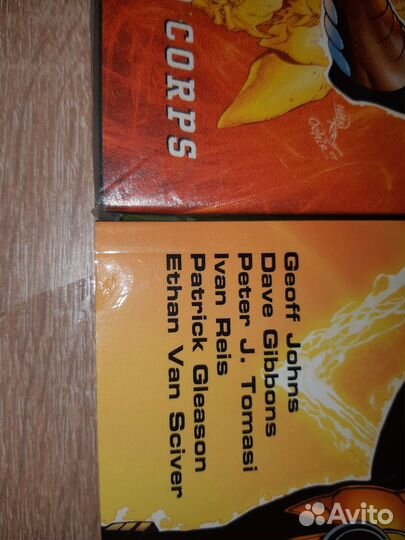 CORPS
Geoff Johns
Dave Gibbons
Peter J. Tomasi
Ivan Reis
Patrick Gleason
Ethan Van Sciver
Avito